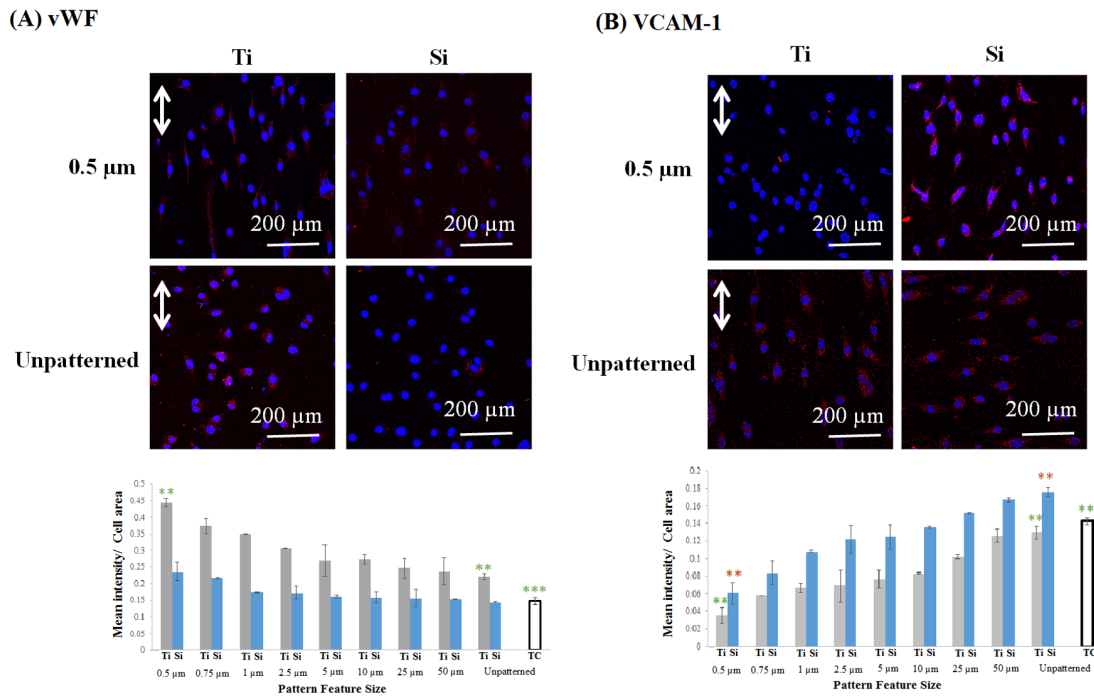 (A) vWF
Ti Si
0.5 µm
200 µm 200 µm
Unpatterned
200 µm 200 µm
Mean intensity/ Cell area
0.5
0.45
0.4
0.35
0.3
0.25
0.2
0.15
0.1
0.05
0
** ** ***
Ti Si Ti Si Ti Si Ti Si Ti Si Ti Si Ti Si Ti Si Ti Si TC
0.5 µm 0.75 µm 1 µm 2.5 µm 5 µm 10 µm 25 µm 50 µm Unpatterned
Pattern Feature Size
(B) VCAM-1
Ti Si
0.5 µm
200 µm 200 µm
Unpatterned
200 µm 200 µm
Mean intensity/ Cell area
0.2
0.18
0.16
0.14
0.12
0.1
0.08
0.06
0.04
0.02
0
** ** ** ** **
Ti Si Ti Si Ti Si Ti Si Ti Si Ti Si Ti Si Ti Si Ti Si TC
0.5 µm 0.75 µm 1 µm 2.5 µm 5 µm 10 µm 25 µm 50 µm Unpatterned
Pattern Feature Size